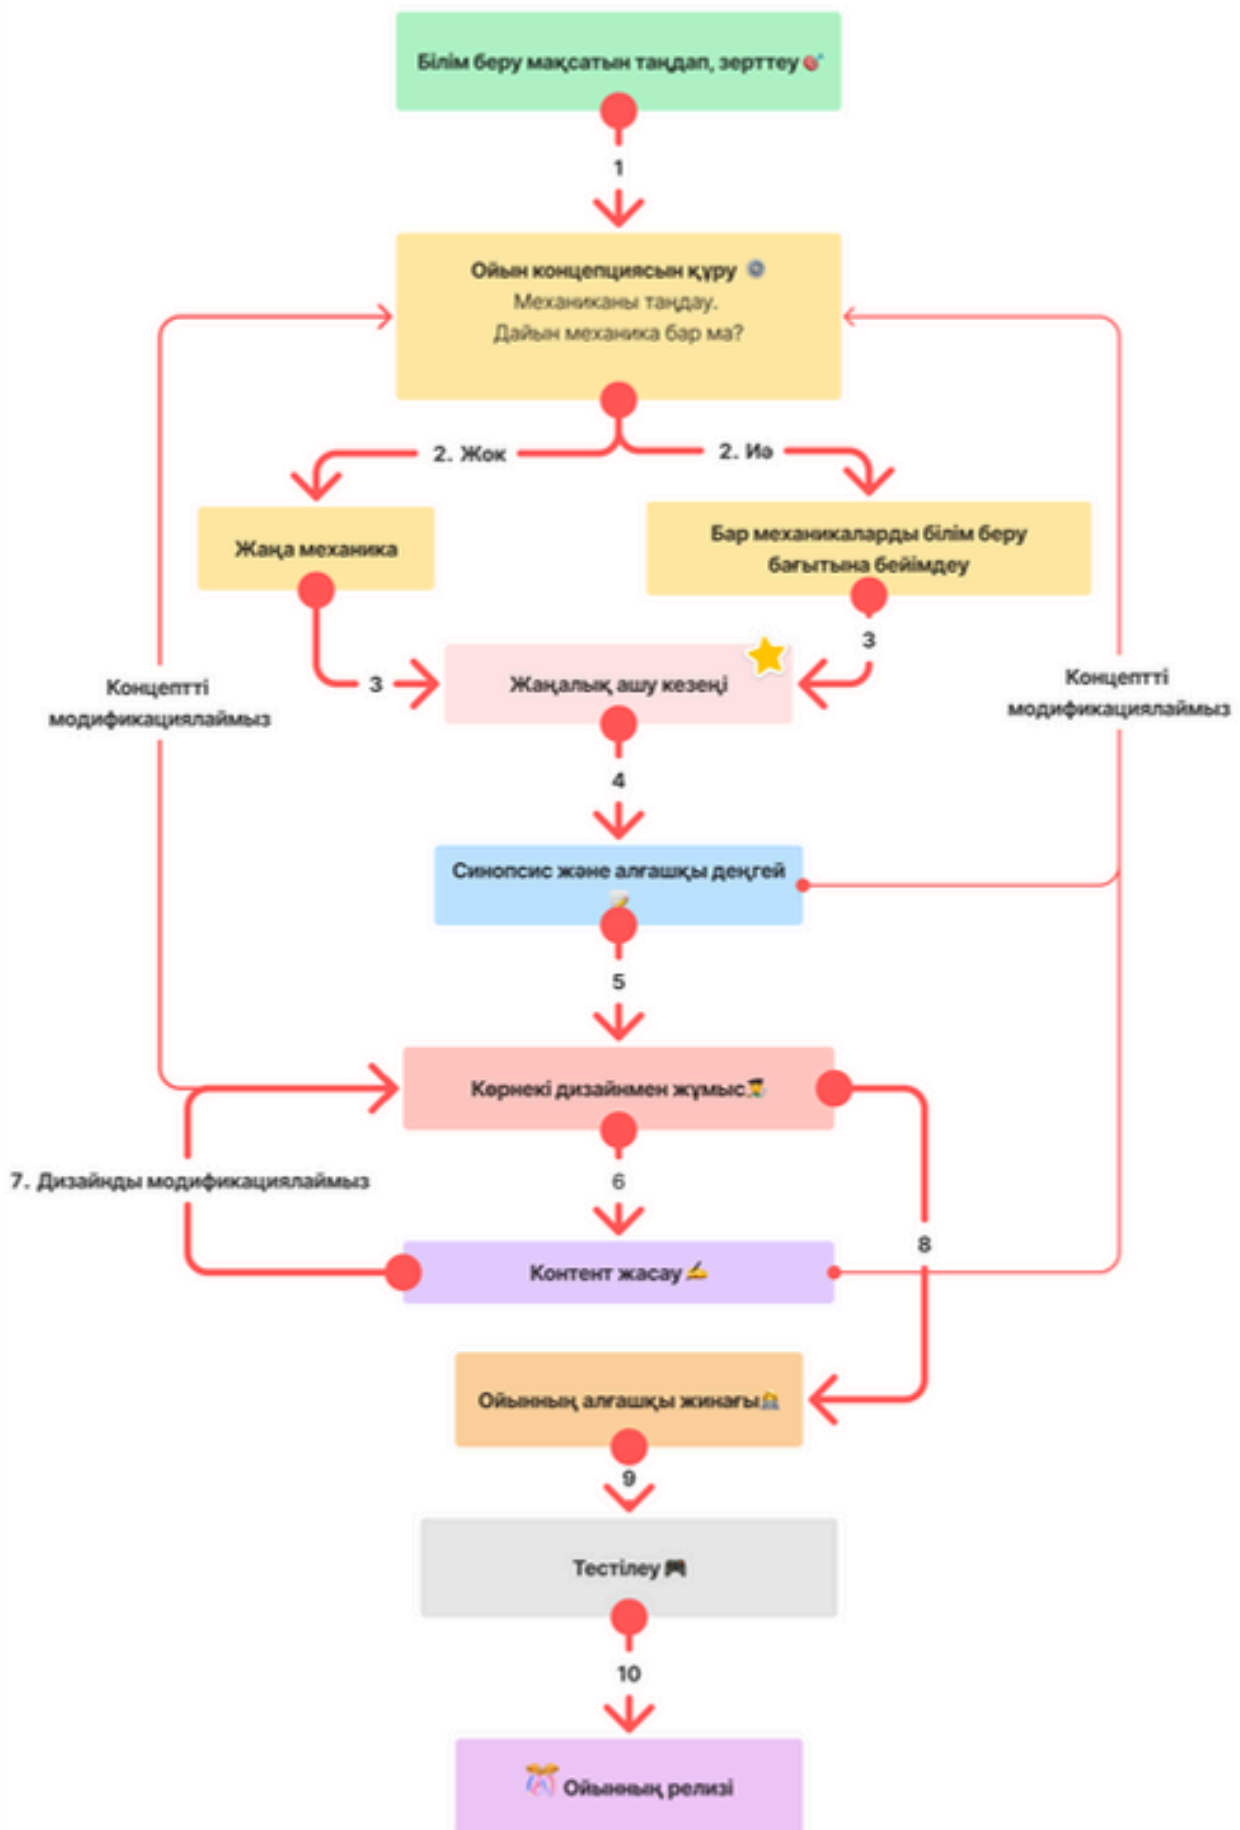 Білім беру мақсатын таңдап, зерттеу🎯
1
Ойын концепциясын құру
Механиканы таңдау.
Дайын механика бар ма?
2. Жок
2. Иә
Жаңа механика
Бар механикаларды білім беру
бағытына бейімдеу
3
3
Жаңалық ашу кезеңі
Концептті
модификациялаймыз
Концептті
модификациялаймыз
4
Синопсис және алғашқы деңгей
5
Көрнекі дизайнмен жұмыс
7. Дизайнды модификациялаймыз
6
8
Контент жасау✍
Ойынның алғашқы жинағы
9
Тестілеу🎮
10
Ойынның релизі